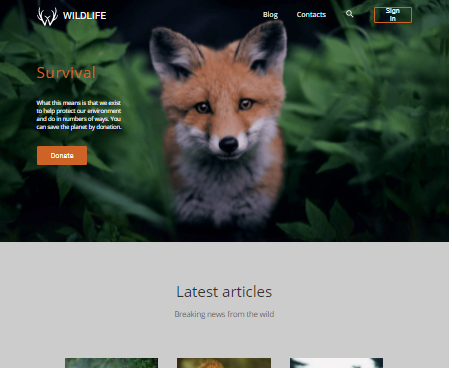 WILDLIFE
Blog
Contacts
Sign
In
Survival
What this means is that we exist
to help protect our environment
and do in numbers of ways. You
can save the planet by donation.
Donate
Latest articles
Breaking news from the wild